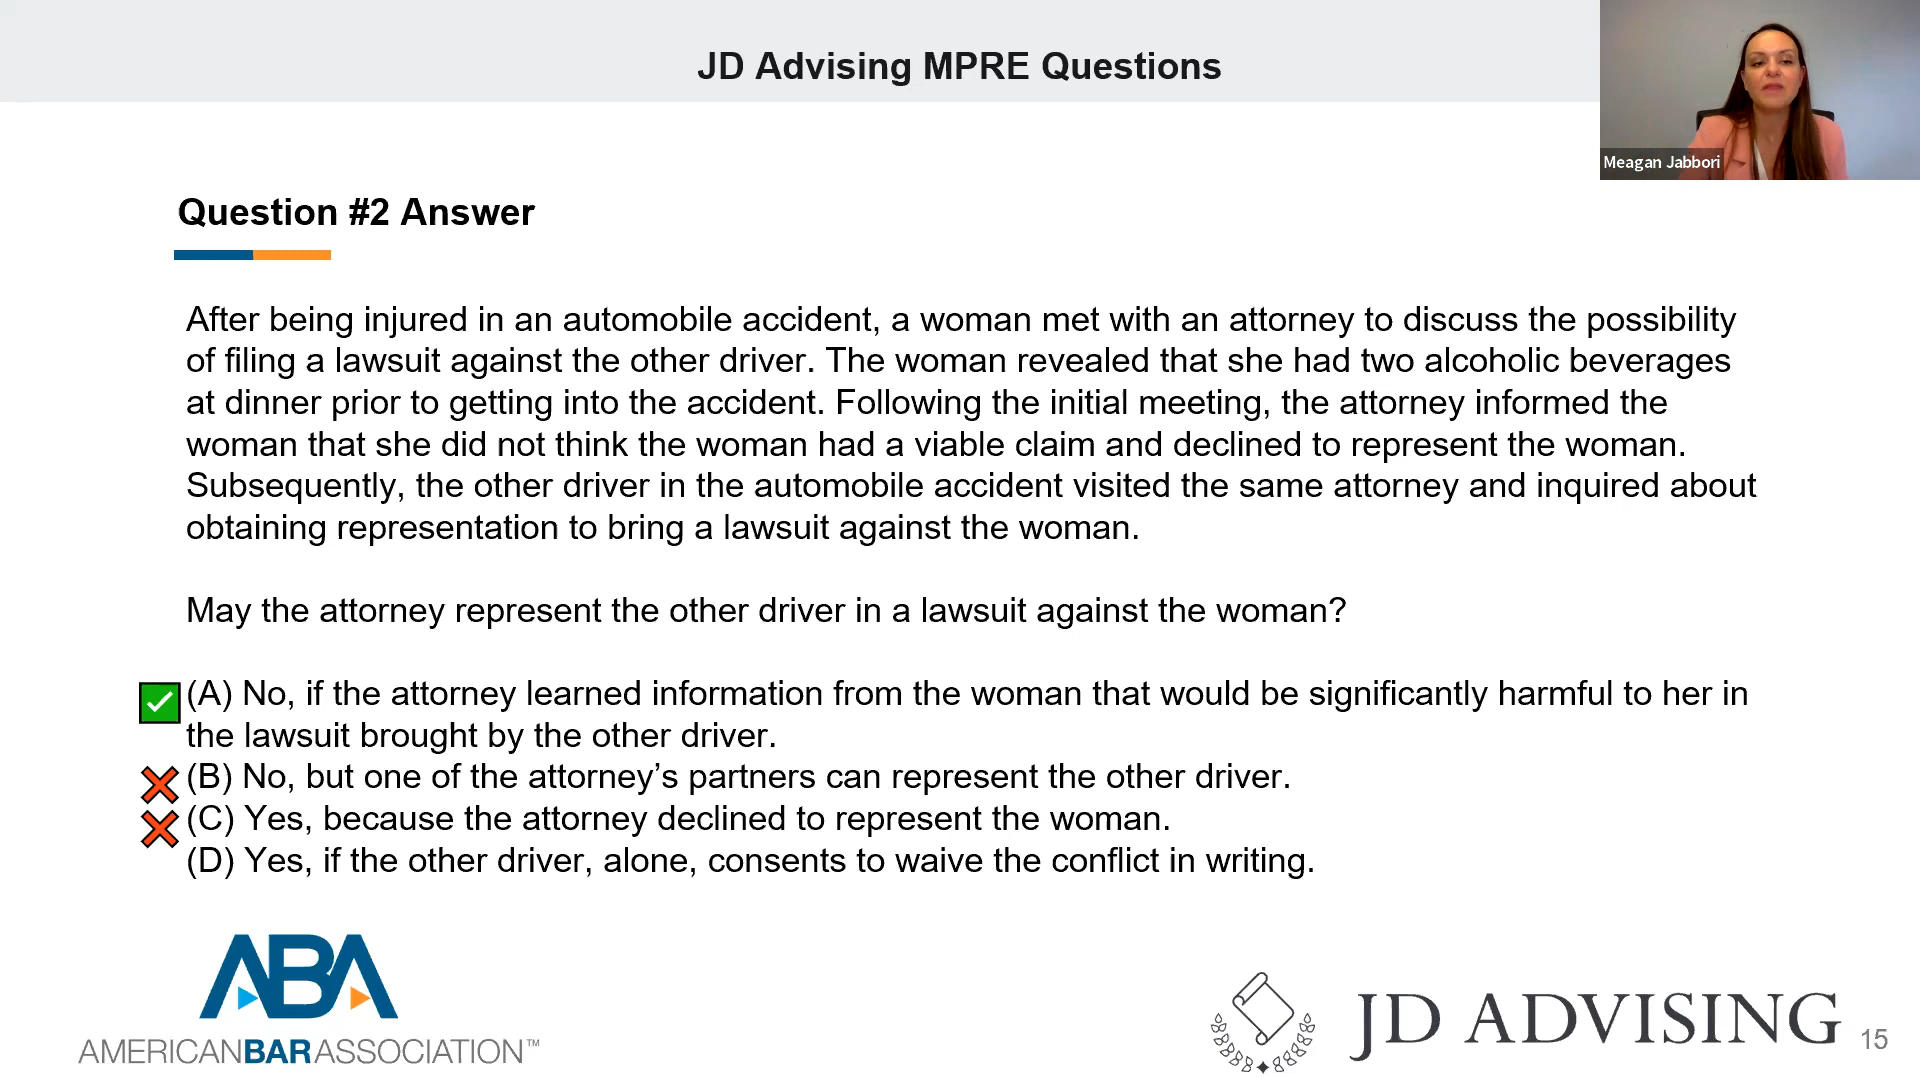 JD Advising MPRE Questions
Meagan Jabbori
Question #2 Answer
After being injured in an automobile accident, a woman met with an attorney to discuss the possibility
of filing a lawsuit against the other driver. The woman revealed that she had two alcoholic beverages
at dinner prior to getting into the accident. Following the initial meeting, the attorney informed the
woman that she did not think the woman had a viable claim and declined to represent the woman.
Subsequently, the other driver in the automobile accident visited the same attorney and inquired about
obtaining representation to bring a lawsuit against the woman.
May the attorney represent the other driver in a lawsuit against the woman?
(A) No, if the attorney learned information from the woman that would be significantly harmful to her in
the lawsuit brought by the other driver.
(B) No, but one of the attorney’s partners can represent the other driver.
(C) Yes, because the attorney declined to represent the woman.
(D) Yes, if the other driver, alone, consents to waive the conflict in writing.
ABA
AMERICANBARASSOCIATION™
JD ADVISING
15